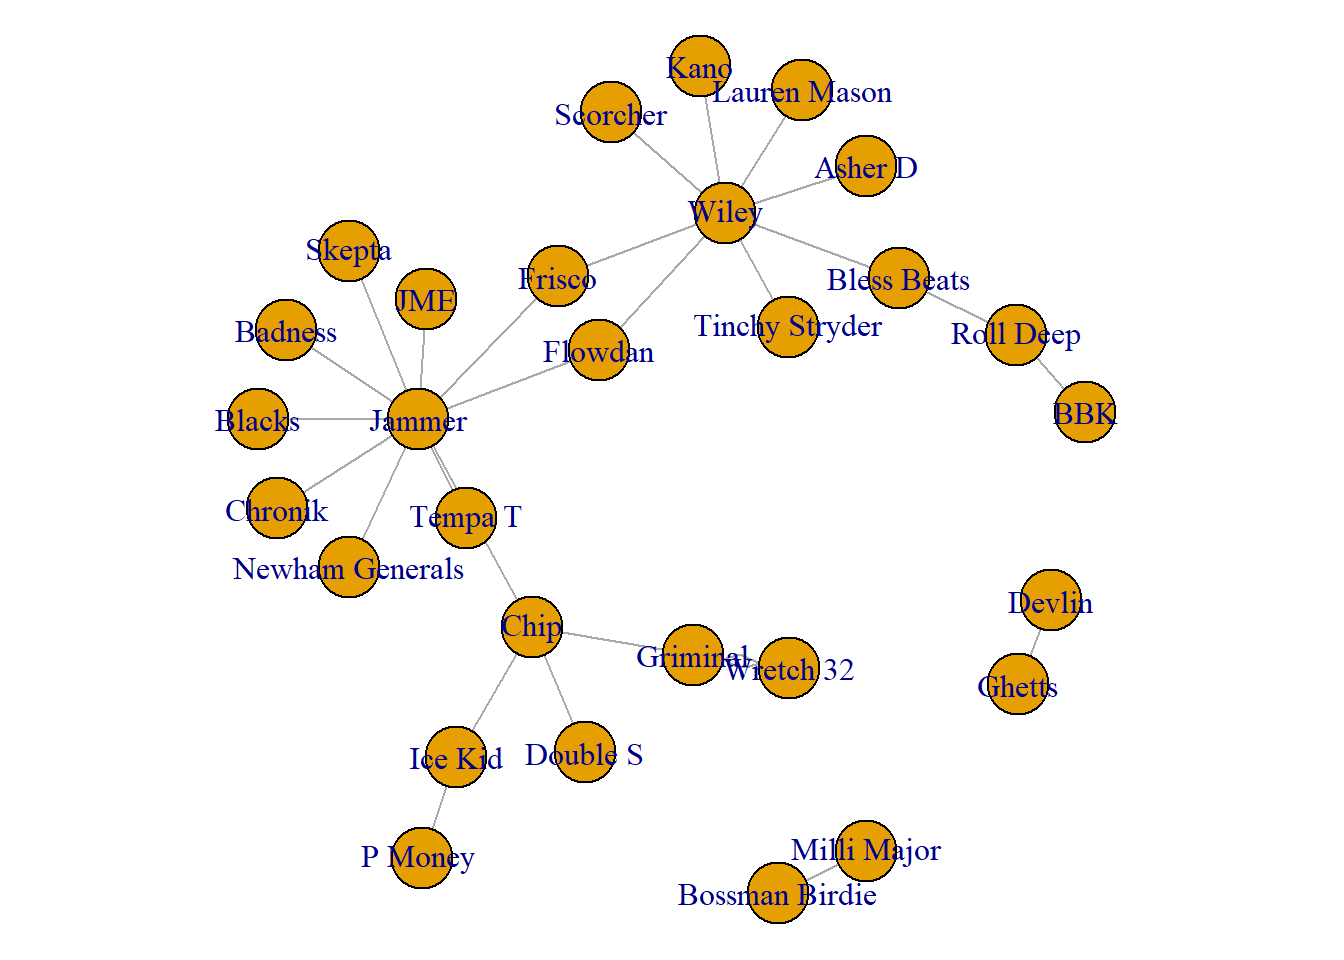 Kano
Lauren Mason
Scorcher
Asher D
Wiley
Skepta
Frisco
Bless Beats
JME
Badness
Tinchy Stryder
Roll Deep
Flowdan
Blacks
Jammer
BBK
Chronik
Tempa T
Newham Generals
Devlin
Chip
Griminal
Wretch 32
Ghetts
Ice Kid
Double S
P Money
Milli Major
Bossman Birdie